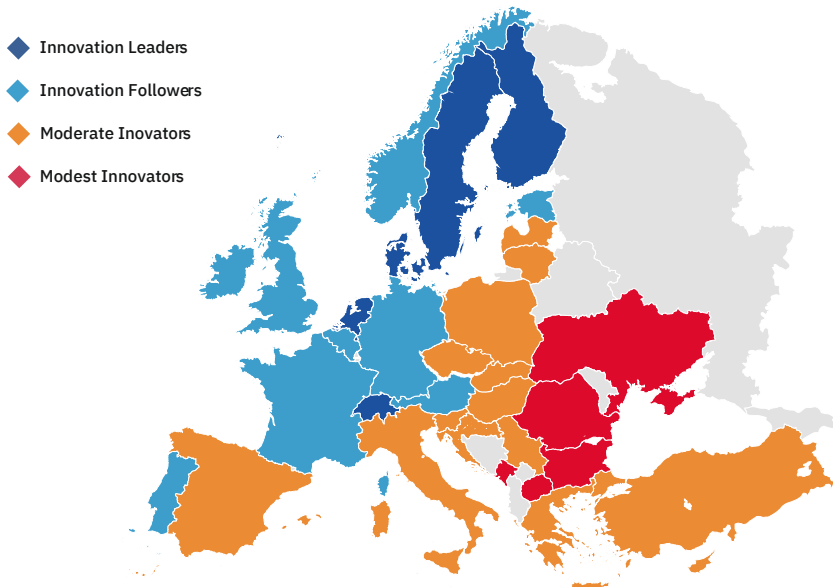 Innovation Leaders
Innovation Followers
Moderate Inovators
Modest Innovators